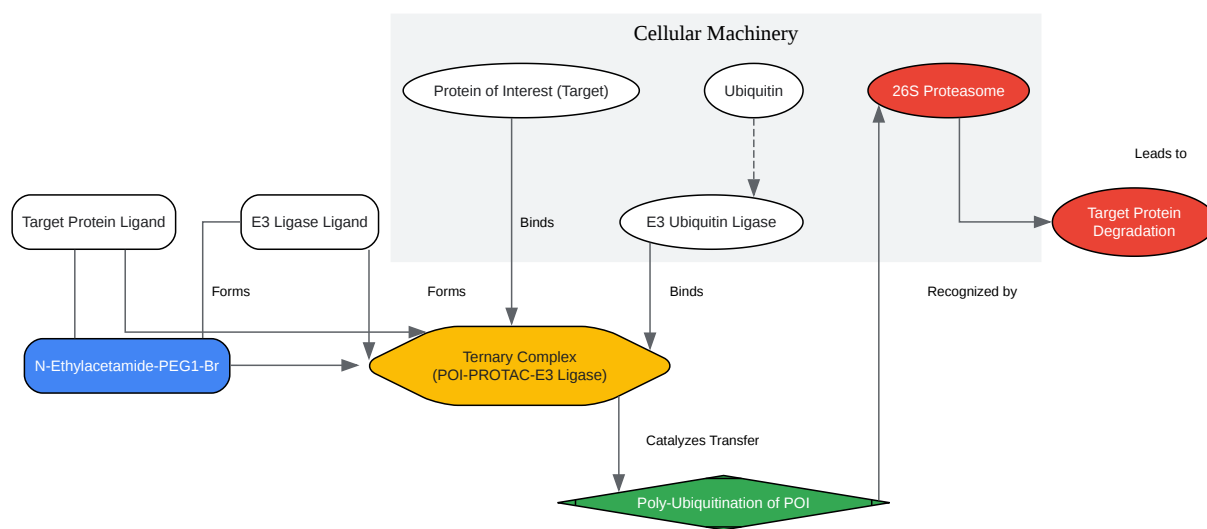 Cellular Machinery
Protein of Interest (Target)
Ubiquitin
26S Proteasome
Leads to
Target Protein Ligand
E3 Ligase Ligand
Binds
E3 Ubiquitin Ligase
Target Protein
Degradation
Forms
Forms
Binds
Recognized by
N-Ethylacetamide-PEG1-Br
Ternary Complex
(POI-PROTAC-E3 Ligase)
Catalyzes Transfer
Poly-Ubiquitination of POI